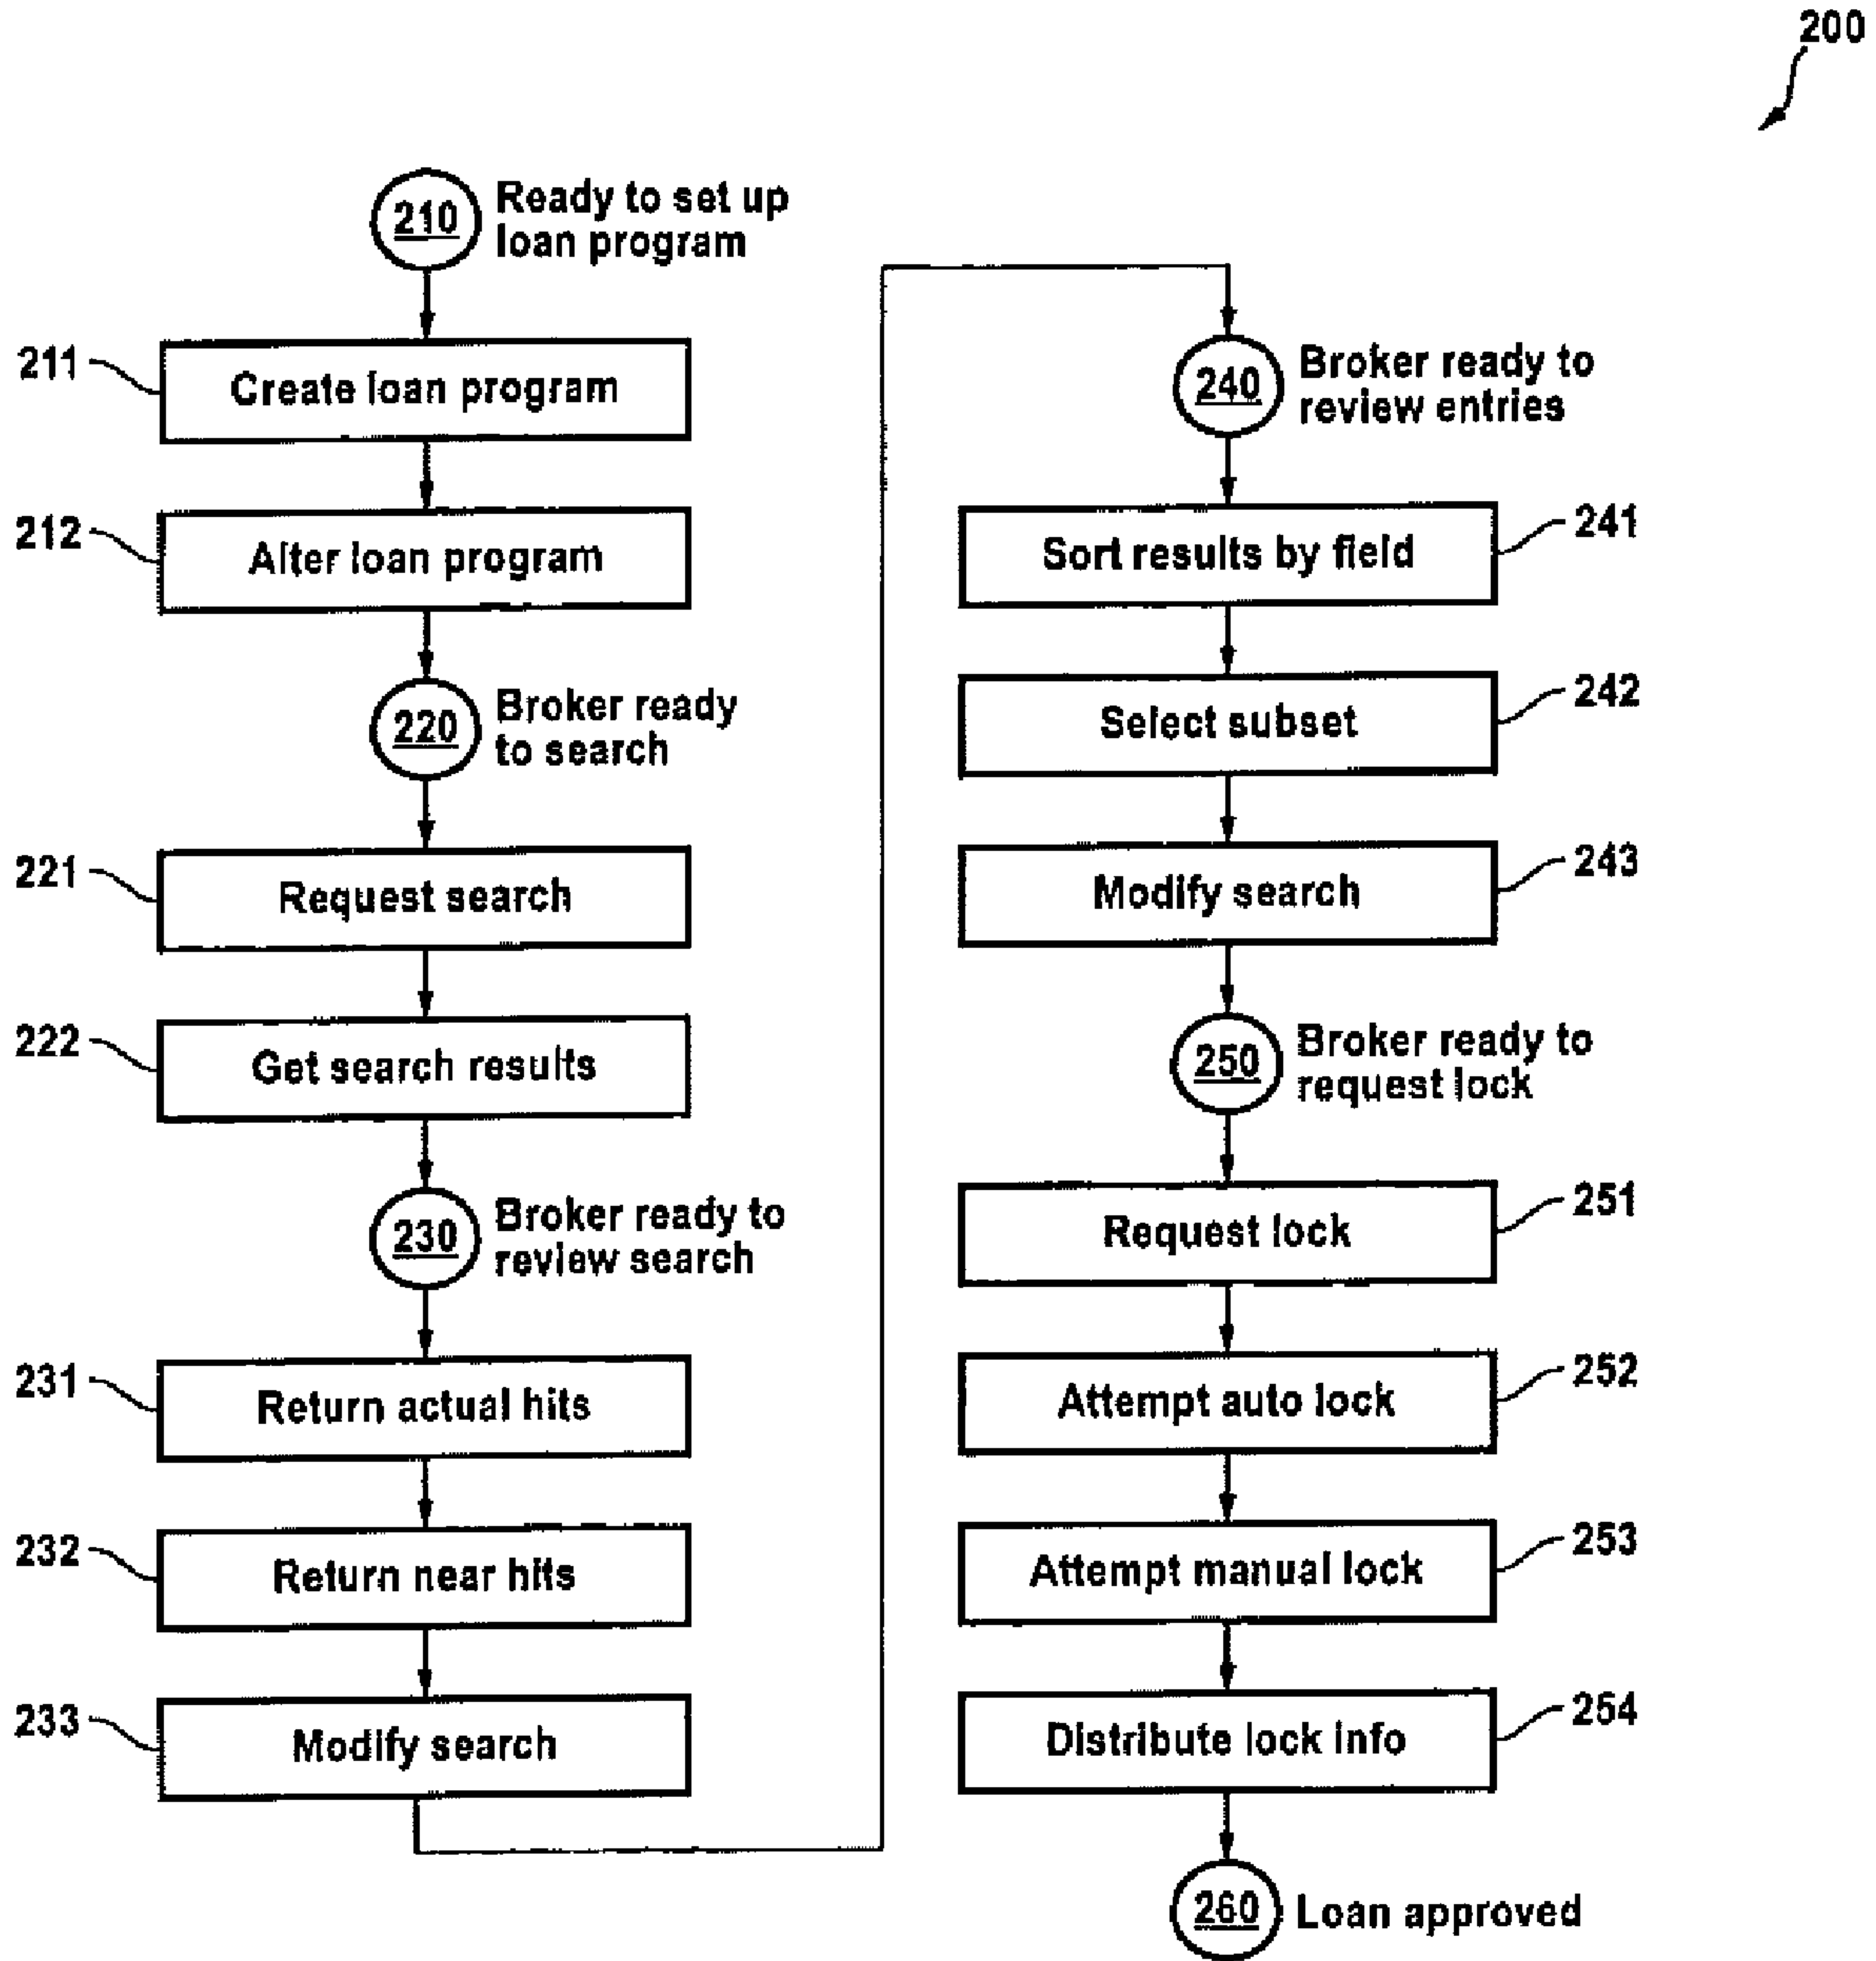 200
210
Ready to set up
loan program
211
Create loan program
212
Alter loan program
220
Broker ready
to search
221
Request search
222
Get search results
230
Broker ready to
review search
231
Return actual hits
232
Return near hits
233
Modify search
240
Broker ready to
review entries
Sort results by field
241
Select subset
242
Modify search
243
250
Broker ready to
request lock
Request lock
251
Attempt auto lock
252
Attempt manual lock
253
Distribute lock info
254
260
Loan approved